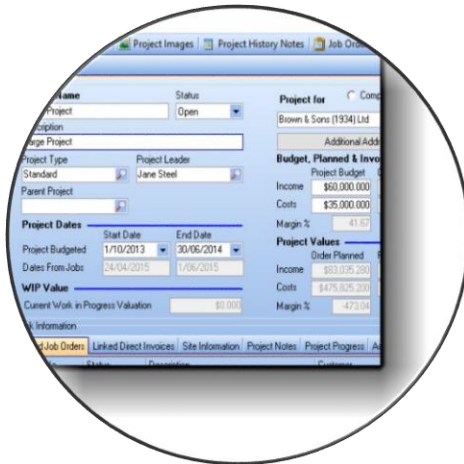 Project Images Project History Notes Job Ord
Name Status Project for
Project Open Brown & Sons (1934) Ltd
arge Project Additional Add
Project Type Project Leader Budget, Planned & Invo
Standard Jane Steel Project Budget
Parent Project Income $60,000.000
Costs $35,000.000
Project Dates Margin % 41.67
Start Date End Date Project Values
Project Budgeted 1/10/2013 30/06/2014 Order Planned
Dates From Jobs 24/04/2015 1/06/2015 Income $83,035.280
WIP Value Costs $475,825.200
Current Work in Progress Valuation $0.000 Margin % -473.04
Information
Job Orders Linked Direct Invoices Site Information Project Notes Project Progress
Status Description Customer